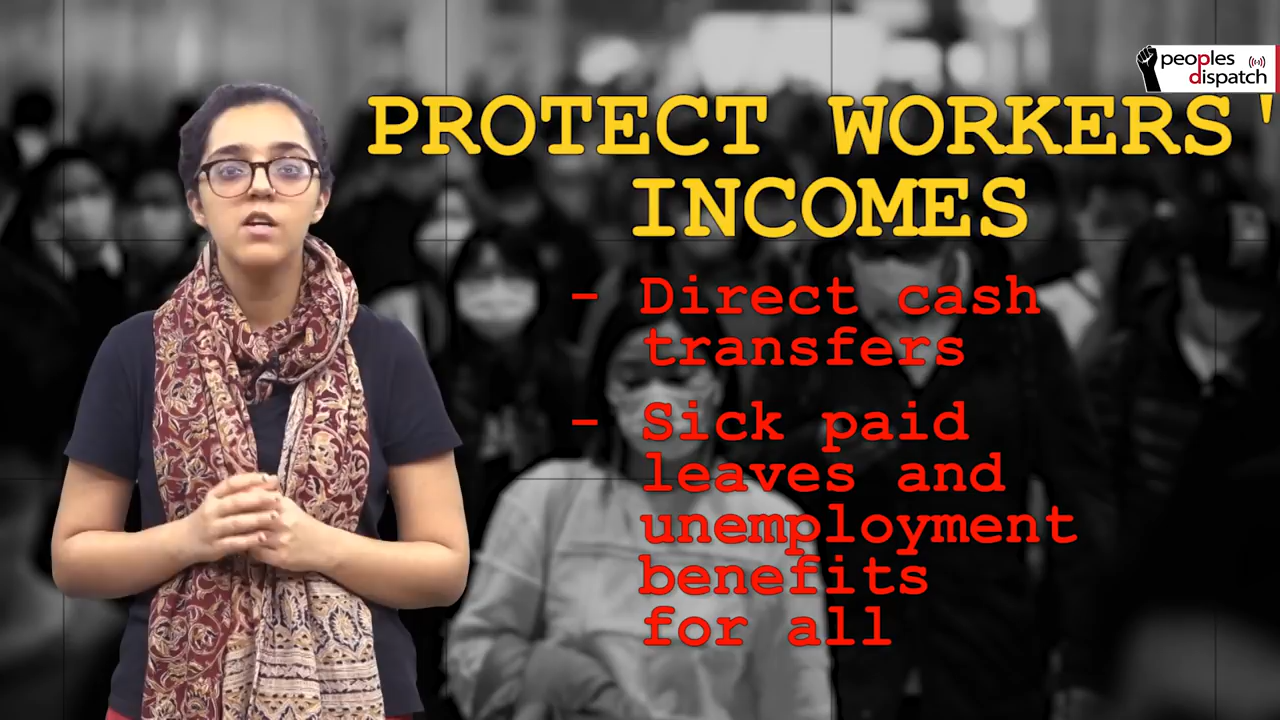 peoples
dispatch
PROTECT WORKERS'
INCOMES
- Direct cash
transfers
- Sick paid
leaves and
unemployment
benefits
for all